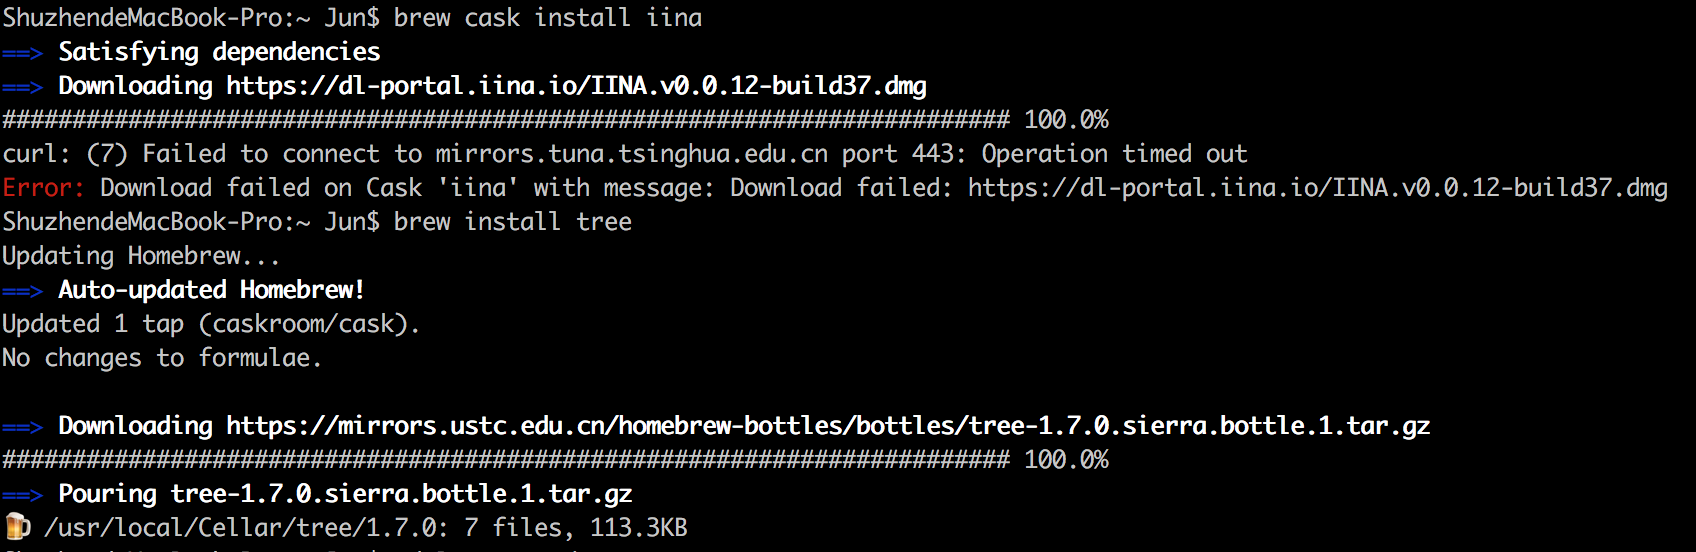 ShuzhendeMacBook-Pro:~ Jun$ brew cask install iina
==> Satisfying dependencies
==> Downloading https://dl-portal.iina.io/IINA.v0.0.12-build37.dmg
######################################################################## 100.0%
curl: (7) Failed to connect to mirrors.tuna.tsinghua.edu.cn port 443: Operation timed out
Error: Download failed on Cask 'iina' with message: Download failed: https://dl-portal.iina.io/IINA.v0.0.12-build37.dmg
ShuzhendeMacBook-Pro:~ Jun$ brew install tree
Updating Homebrew...
==> Auto-updated Homebrew!
Updated 1 tap (caskroom/cask).
No changes to formulae.
==> Downloading https://mirrors.ustc.edu.cn/homebrew-bottles/bottles/tree-1.7.0.sierra.bottle.1.tar.gz
######################################################################## 100.0%
==> Pouring tree-1.7.0.sierra.bottle.1.tar.gz
🍺 /usr/local/Cellar/tree/1.7.0: 7 files, 113.3KB